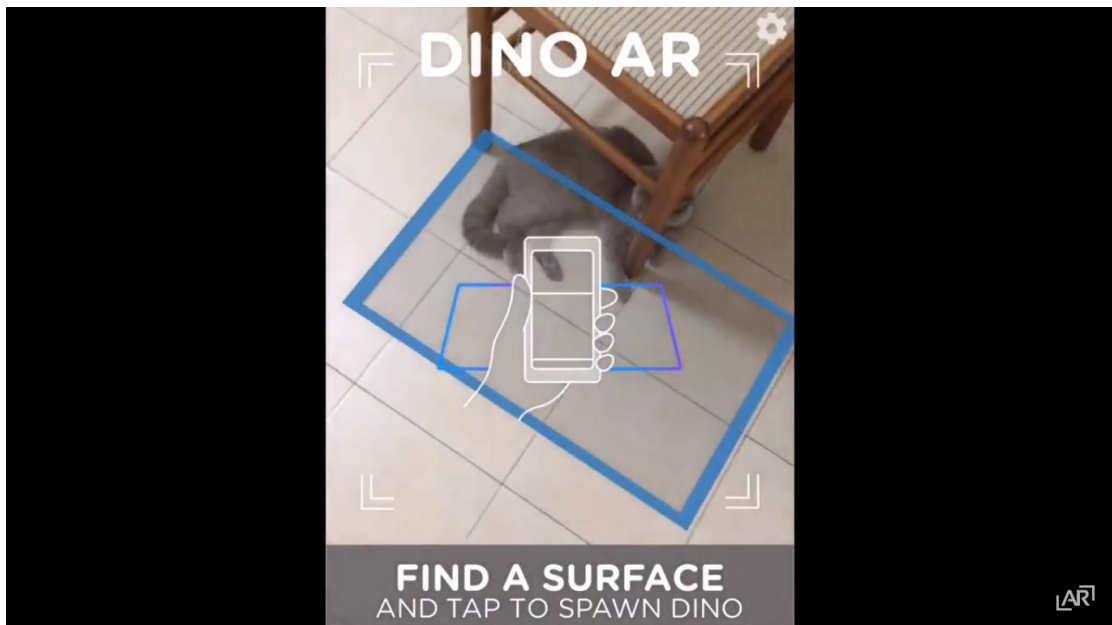 DINO AR
FIND A SURFACE
AND TAP TO SPAWN DINO
AR